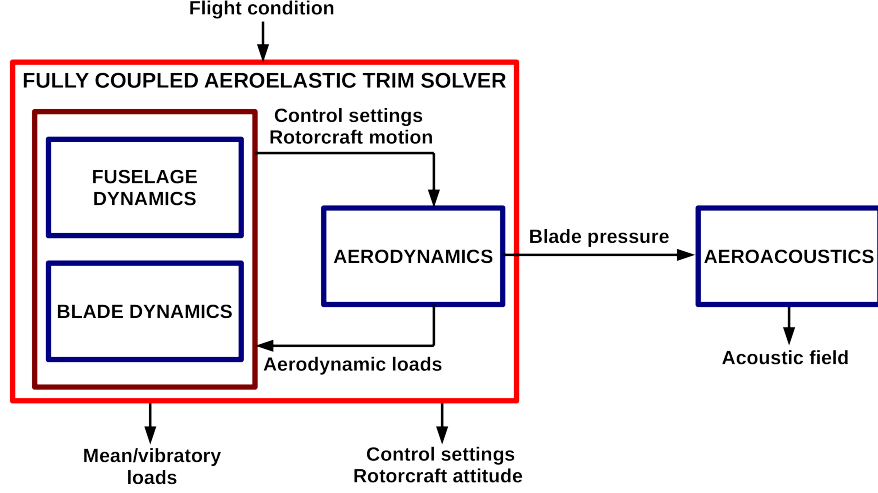 Flight condition
FULLY COUPLED AEROELASTIC TRIM SOLVER
Control settings
Rotorcraft motion
FUSELAGE
DYNAMICS
BLADE DYNAMICS
AERODYNAMICS
Blade pressure
AEROACOUSTICS
Aerodynamic loads
Acoustic field
Mean/vibratory
loads
Control settings
Rotorcraft attitude